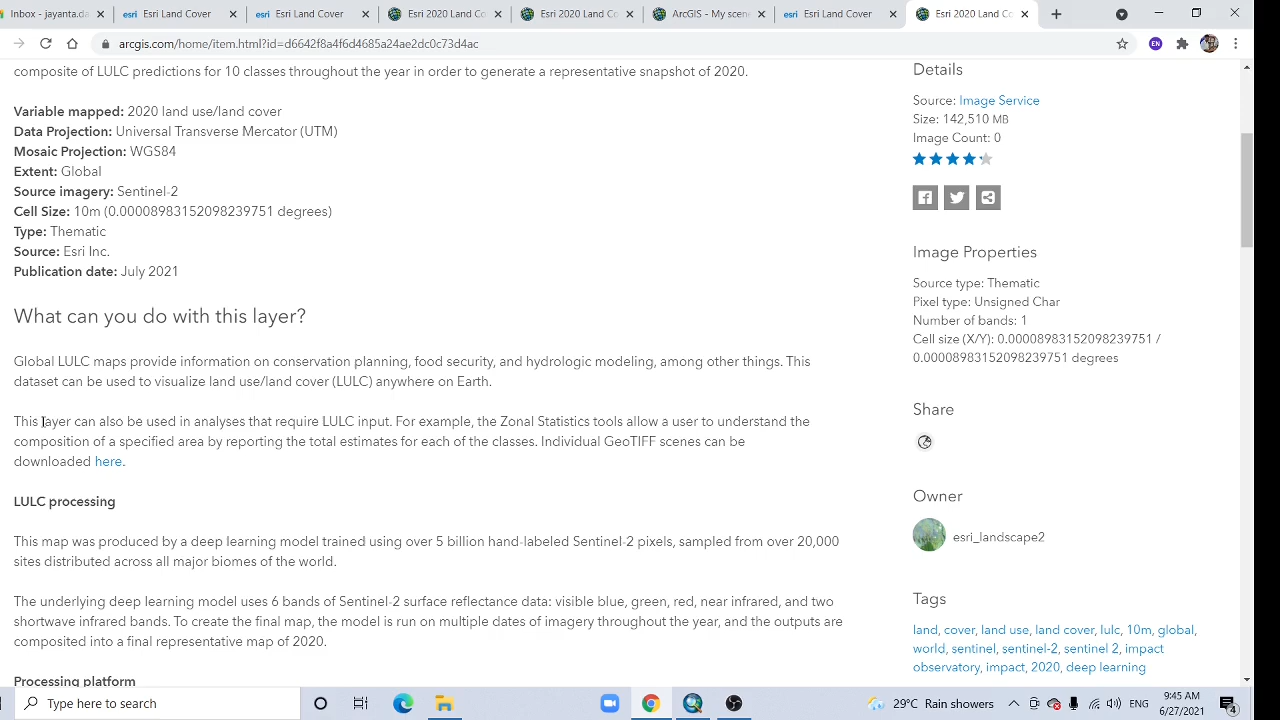 Inbox - jayanta.da
esri Esri Land Cover
esri Esri Land Cover
Esri 2020 Land Co
Esri 2020 Land Co
ArcGIS - My scene
esri Esri Land Cover
Esri 2020 Land Co
arcgis.com/home/item.html?id=d6642f8a4f6d4685a24ae2dc0c73d4ac
EN
composite of LULC predictions for 10 classes throughout the year in order to generate a representative snapshot of 2020.
Variable mapped: 2020 land use/land cover
Data Projection: Universal Transverse Mercator (UTM)
Mosaic Projection: WGS84
Extent: Global
Source imagery: Sentinel-2
Cell Size: 10m (0.00008983152098239751 degrees)
Type: Thematic
Source: Esri Inc.
Publication date: July 2021
What can you do with this layer?
Global LULC maps provide information on conservation planning, food security, and hydrologic modeling, among other things. This
dataset can be used to visualize land use/land cover (LULC) anywhere on Earth.
This layer can also be used in analyses that require LULC input. For example, the Zonal Statistics tools allow a user to understand the
composition of a specified area by reporting the total estimates for each of the classes. Individual GeoTIFF scenes can be
downloaded here.
LULC processing
This map was produced by a deep learning model trained using over 5 billion hand-labeled Sentinel-2 pixels, sampled from over 20,000
sites distributed across all major biomes of the world.
The underlying deep learning model uses 6 bands of Sentinel-2 surface reflectance data: visible blue, green, red, near infrared, and two
shortwave infrared bands. To create the final map, the model is run on multiple dates of imagery throughout the year, and the outputs are
composited into a final representative map of 2020.
Processing platform
Details
Source: Image Service
Size: 142,510 MB
Image Count: 0
Image Properties
Source type: Thematic
Pixel type: Unsigned Char
Number of bands: 1
Cell size (X/Y): 0.00008983152098239751 /
0.00008983152098239751 degrees
Share
Owner
esri_landscape2
Tags
land, cover, land use, land cover, lulc, 10m, global,
world, sentinel, sentinel-2, sentinel 2, impact
observatory, impact, 2020, deep learning
Type here to search
29°C Rain showers
ENG
9:45 AM
6/27/2021
4